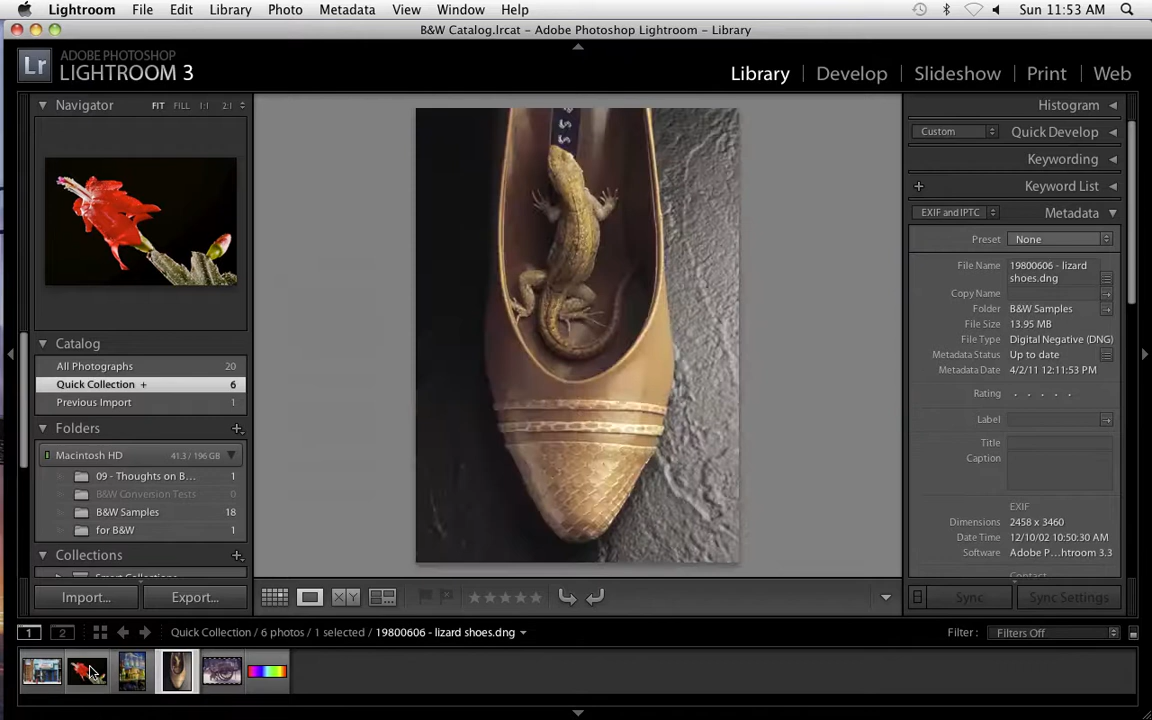 Lightroom File Edit Library Photo Metadata View Window Help Sun 11:53 AM
B&W Catalog.lrcat – Adobe Photoshop Lightroom – Library
Lr ADOBE PHOTOSHOP
LIGHTROOM 3
Library Develop Slideshow Print Web
Navigator FIT FILL 1:1 2:1
Catalog
All Photographs 20
Quick Collection + 6
Previous Import 1
Folders
Macintosh HD 41.3 / 196 GB
09 - Thoughts on B... 1
B&W Conversion Tests 0
B&W Samples 18
for B&W 1
Collections
Import... Export...
Histogram
Custom Quick Develop
Keywording
Keyword List
EXIF and IPTC Metadata
Preset None
File Name 19800606 - lizard
shoes.dng
Copy Name
Folder B&W Samples
File Size 13.95 MB
File Type Digital Negative (DNG)
Metadata Status Up to date
Metadata Date 4/2/11 12:11:53 PM
Rating
Label
Title
Caption
EXIF
Dimensions 2458 x 3460
Date Time 12/10/02 10:50:30 AM
Software Adobe P...htroom 3.3
Sync Sync Settings
XY
1 2 Quick Collection / 6 photos / 1 selected / 19800606 - lizard shoes.dng
Filter: Filters Off